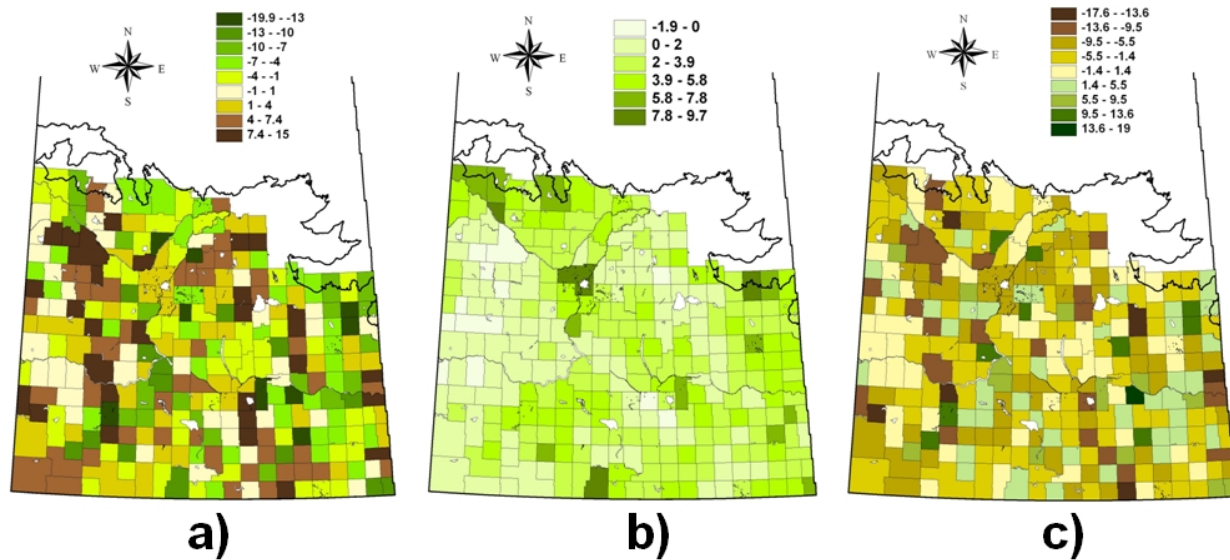 N
W E
S
-19.9 - -13
-13 - -10
-10 - -7
-7 - -4
-4 - -1
-1 - 1
1 - 4
4 - 7.4
7.4 - 15
a)
N
W E
S
-1.9 - 0
0 - 2
2 - 3.9
3.9 - 5.8
5.8 - 7.8
7.8 - 9.7
b)
N
W E
S
-17.6 - -13.6
-13.6 - -9.5
-9.5 - -5.5
-5.5 - -1.4
-1.4 - 1.4
1.4 - 5.5
5.5 - 9.5
9.5 - 13.6
13.6 - 19
c)